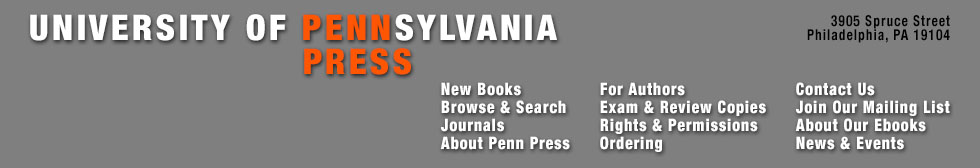 UNIVERSITY OF PENNSYLVANIA
PRESS
3905 Spruce Street
Philadelphia, PA 19104
New Books
Browse & Search
Journals
About Penn Press
For Authors
Exam & Review Copies
Rights & Permissions
Ordering
Contact Us
Join Our Mailing List
About Our Ebooks
News & Events